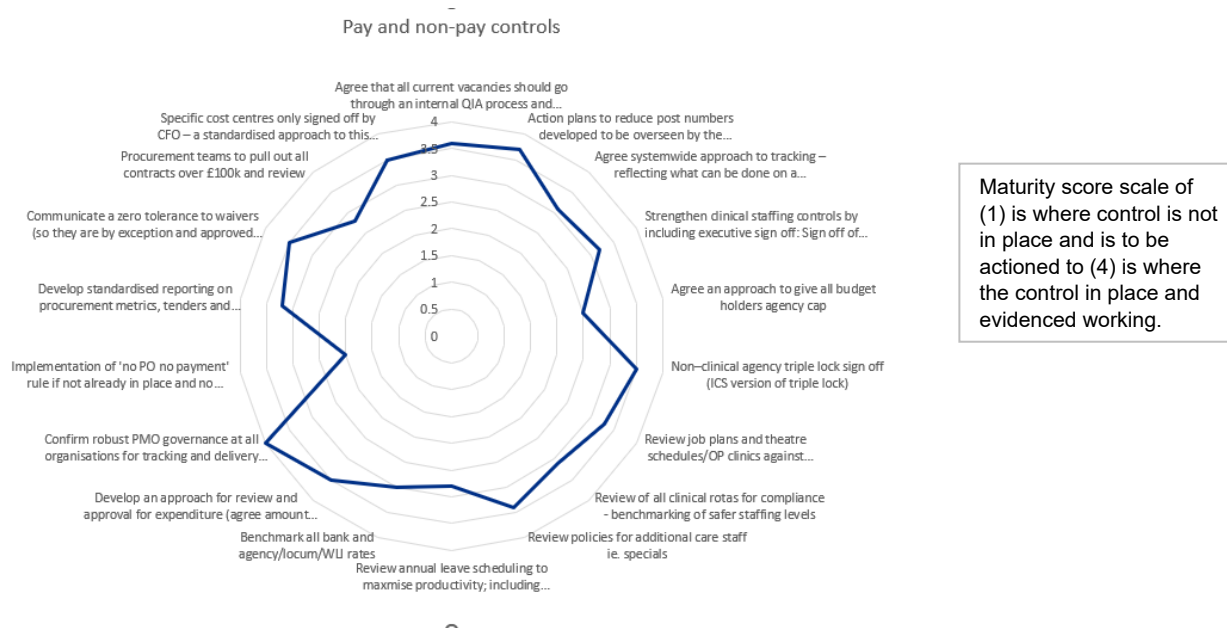 Pay and non-pay controls
Agree that all current vacancies should go
through an internal QIA process and...
Specific cost centres only signed off by
CFO – a standardised approach to this...
Action plans to reduce post numbers
developed to be overseen by the...
Procurement teams to pull out all
contracts over £100k and review
Agree systemwide approach to tracking –
reflecting what can be done on a...
Communicate a zero tolerance to waivers
(so they are by exception and approved...
Strengthen clinical staffing controls by
including executive sign off: Sign off of...
Develop standardised reporting on
procurement metrics, tenders and...
Agree an approach to give all budget
holders agency cap
Implementation of 'no PO no payment'
rule if not already in place and no...
Non–clinical agency triple lock sign off
(ICS version of triple lock)
Confirm robust PMO governance at all
organisations for tracking and delivery...
Review job plans and theatre
schedules/OP clinics against...
Develop an approach for review and
approval for expenditure (agree amount...
Review of all clinical rotas for compliance
- benchmarking of safer staffing levels
Benchmark all bank and
agency/locum/WLI rates
Review policies for additional care staff
ie. specials
Review annual leave scheduling to
maxmise productivity; including...
4
3.5
3
2.5
2
1.5
1
0.5
0
Maturity score scale of
(1) is where control is not
in place and is to be
actioned to (4) is where
the control in place and
evidenced working.